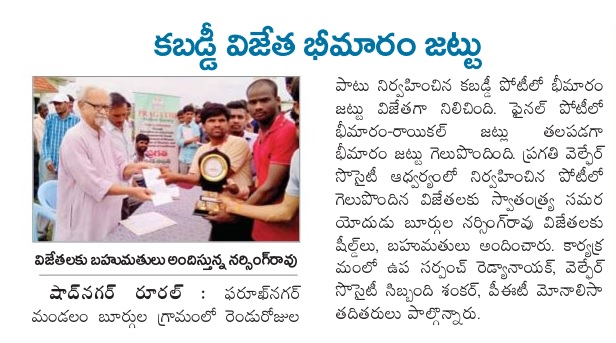 కబడ్డీ విజేత భీమారం జట్టు
PRAGATHI
ప్రగతి
విజేతలకు బహుమతులు అందిస్తున్న నర్సింగ్‌రావు
షాద్‌నగర్ రూరల్ : ఫరూఖ్‌నగర్
మండలం బూర్గుల గ్రామంలో రెండురోజుల
పాటు నిర్వహించిన కబడ్డీ పోటీలో భీమారం
జట్టు విజేతగా నిలిచింది. ఫైనల్ పోటీలో
భీమారం-రాయికల్ జట్లు తలపడగా
భీమారం జట్టు గెలుపొందింది. ప్రగతి వెల్ఫేర్
సొసైటీ ఆధ్వర్యంలో నిర్వహించిన పోటీలో
గెలుపొందిన విజేతలకు స్వాతంత్ర్య సమర
యోదుడు బూర్గుల నర్సింగ్‌రావు విజేతలకు
షీల్డ్‌లు, బహుమతులు అందించారు. కార్యక్ర
మంలో ఉప సర్పంచ్ రెడ్యానాయక్, వెల్ఫేర్
సొసైటీ సిబ్బంది శంకర్, పీఈటీ మోనాలిసా
తదితరులు పాల్గొన్నారు.